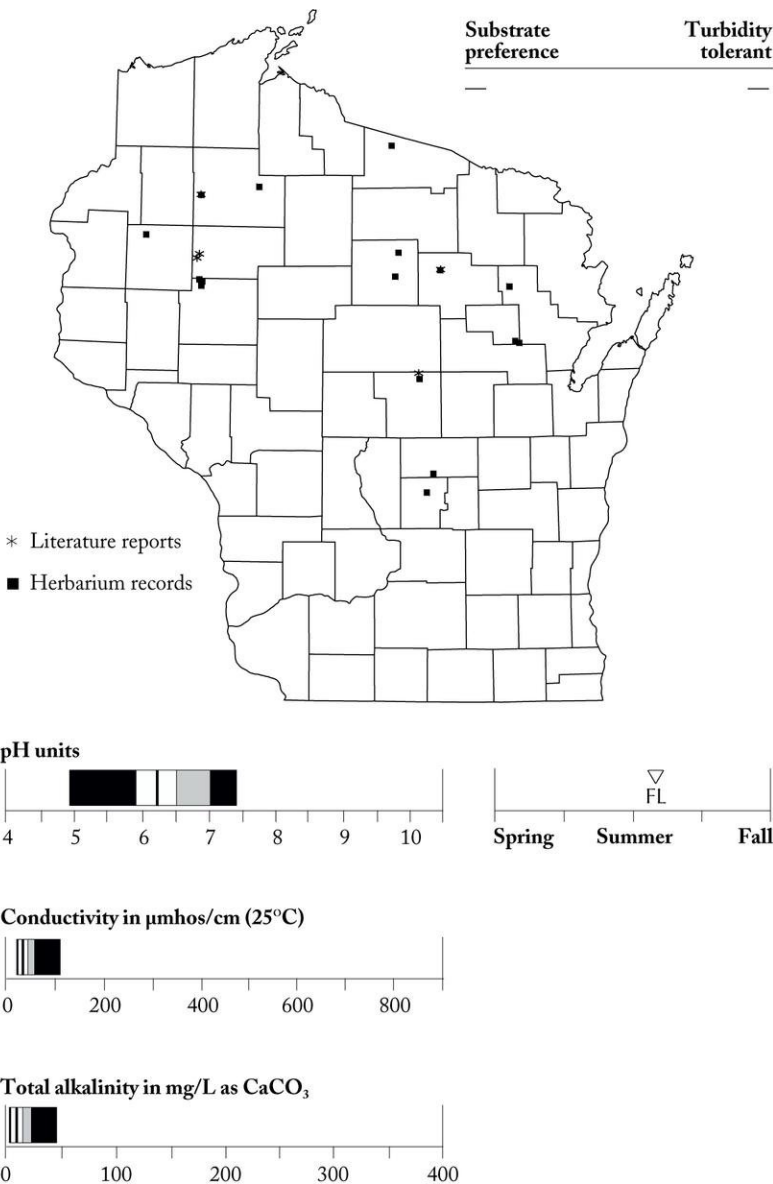 Substrate preference
Turbidity tolerant
—
—
* Literature reports
■ Herbarium records
pH units
4 5 6 7 8 9 10
FL
Spring Summer Fall
Conductivity in µmhos/cm (25°C)
0 200 400 600 800
Total alkalinity in mg/L as CaCO₃
0 100 200 300 400